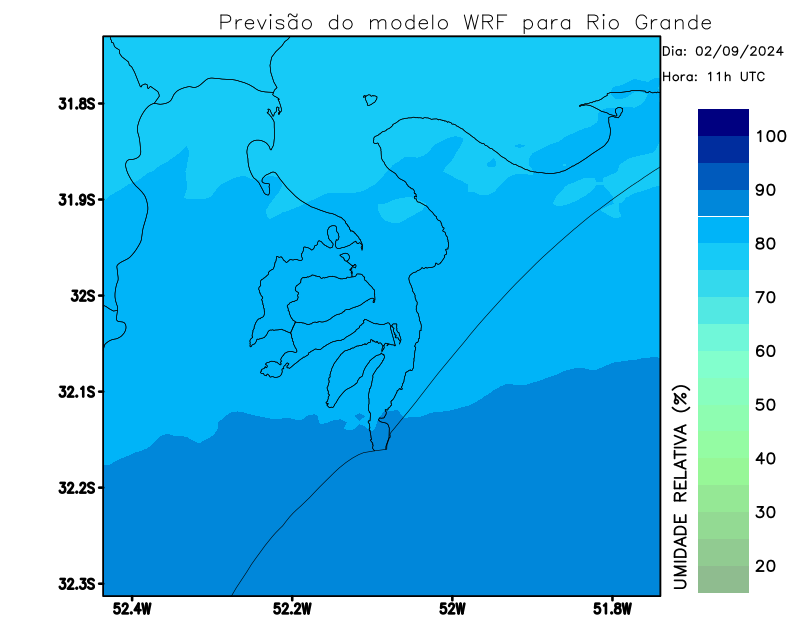 Previsão do modelo WRF para Rio Grande
Dia: 02/09/2024
Hora: 11h UTC
31.8S
31.9S
32S
32.1S
32.2S
32.3S
52.4W
52.2W
52W
51.8W
100
90
80
70
60
50
40
30
20
UMIDADE RELATIVA (%)